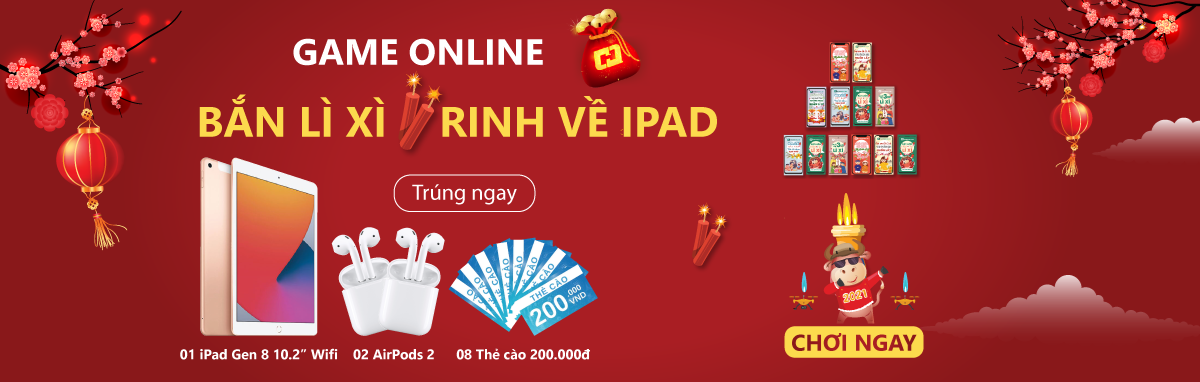 GAME ONLINE
BẮN LÌ XÌ RINH VỀ IPAD
Trúng ngay
THẺ CÀO
200.000
VND
01 iPad Gen 8 10.2” Wifi
02 AirPods 2
08 Thẻ cào 200.000đ
2021
CHƠI NGAY